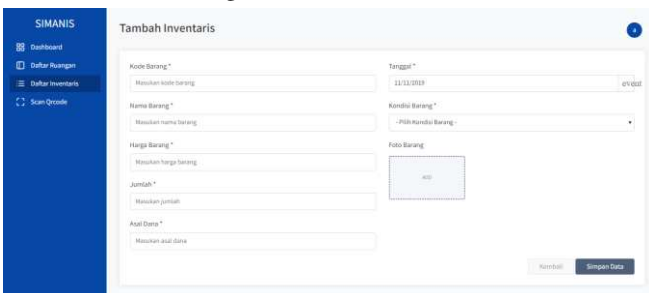 SIMANIS
Dashboard
Daftar Ruangan
Daftar Inventaris
Scan Qrcode
Tambah Inventaris
a
Kode Barang *
Masukan kode barang
Nama Barang *
Masukan nama barang
Harga Barang *
Masukan harga barang
Jumlah *
Masukan jumlah
Asal Dana *
Masukan asal dana
Tanggal *
11/11/2019
event
Kondisi Barang *
- Pilih Kondisi Barang -
Foto Barang
ADD
Kembali
Simpan Data